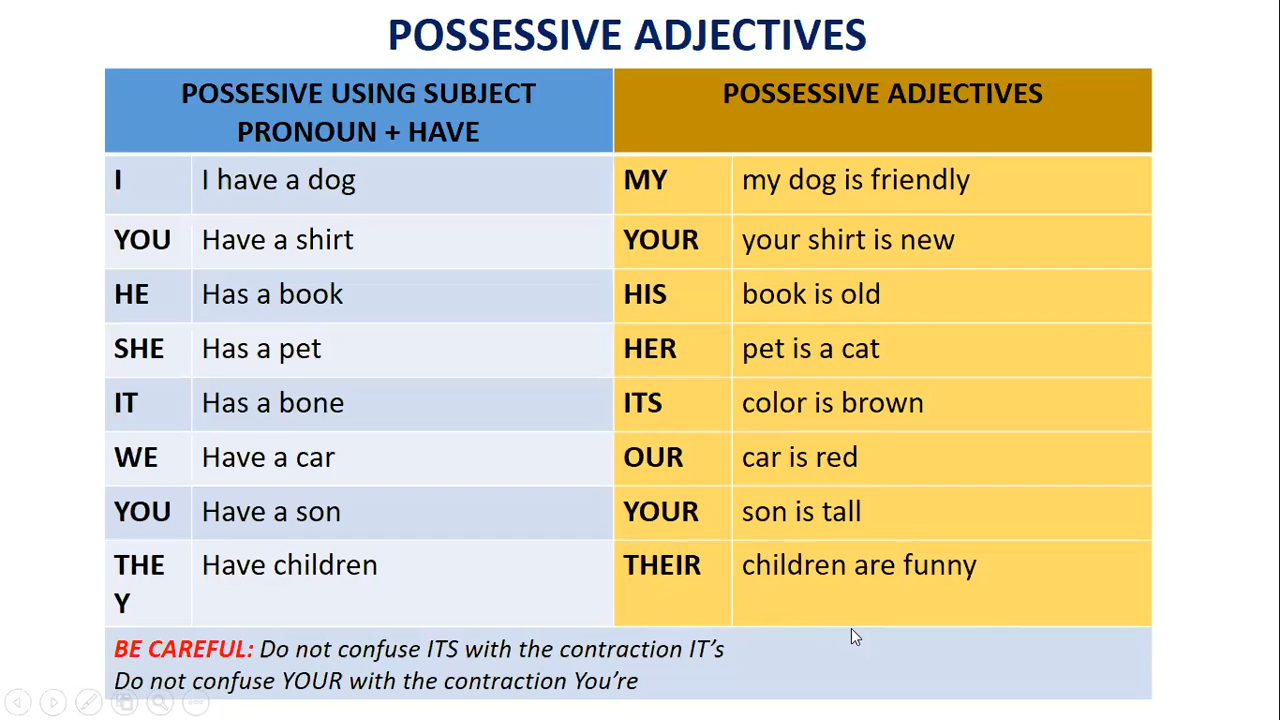 POSSESSIVE ADJECTIVES
POSSESIVE USING SUBJECT
PRONOUN + HAVE
POSSESSIVE ADJECTIVES
I I have a dog MY my dog is friendly
YOU Have a shirt YOUR your shirt is new
HE Has a book HIS book is old
SHE Has a pet HER pet is a cat
IT Has a bone ITS color is brown
WE Have a car OUR car is red
YOU Have a son YOUR son is tall
THE Have children THEIR children are funny
Y
BE CAREFUL: Do not confuse ITS with the contraction IT's
Do not confuse YOUR with the contraction You're